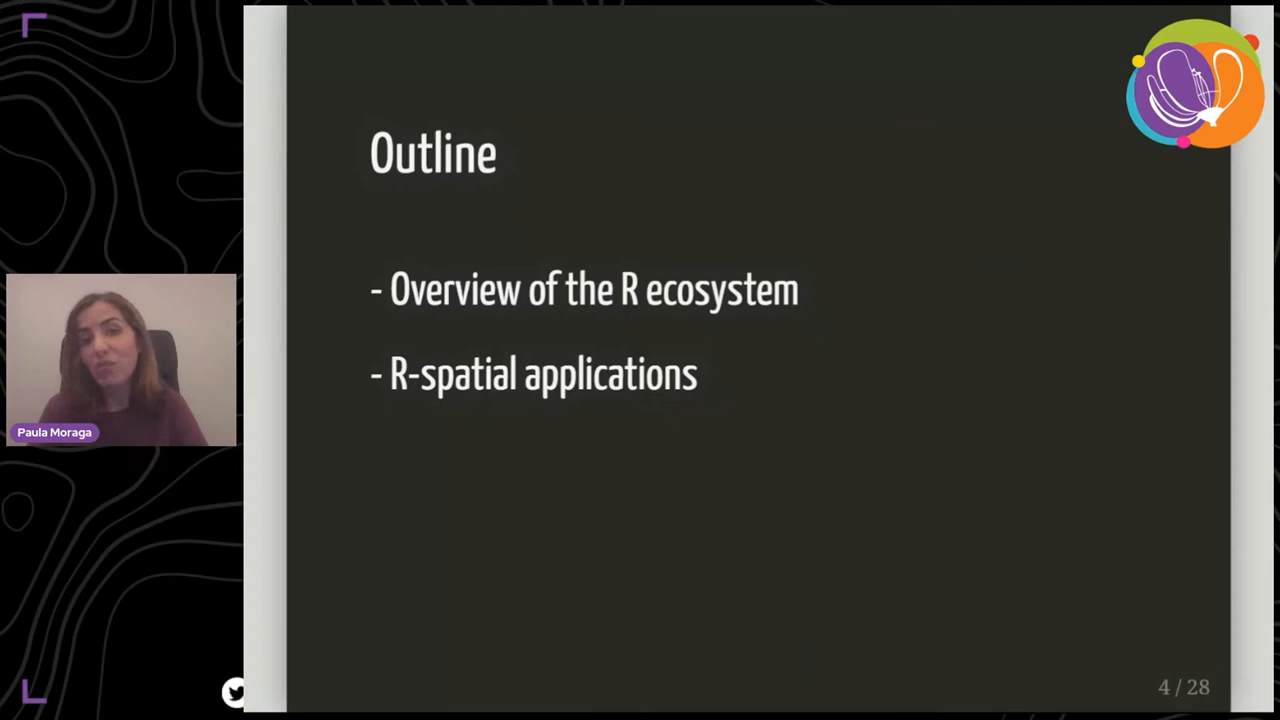 Outline
- Overview of the R ecosystem
- R-spatial applications
Paula Moraga
4 / 28